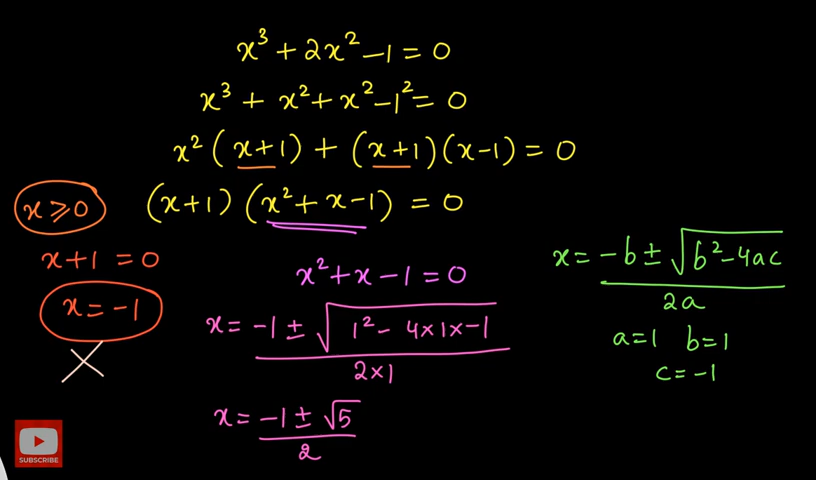 x³ + 2x² - 1 = 0
x³ + x² + x² - 1² = 0
x² (x+1) + (x+1) (x-1) = 0
(x+1) (x² + x - 1) = 0
x ≥ 0
x + 1 = 0
x = -1
x² + x - 1 = 0
x = (-1 ± √(1² - 4×1×-1)) / (2×1)
x = (-1 ± √5) / 2
x = (-b ± √(b² - 4ac)) / 2a
a=1 b=1
c=-1
SUBSCRIBE